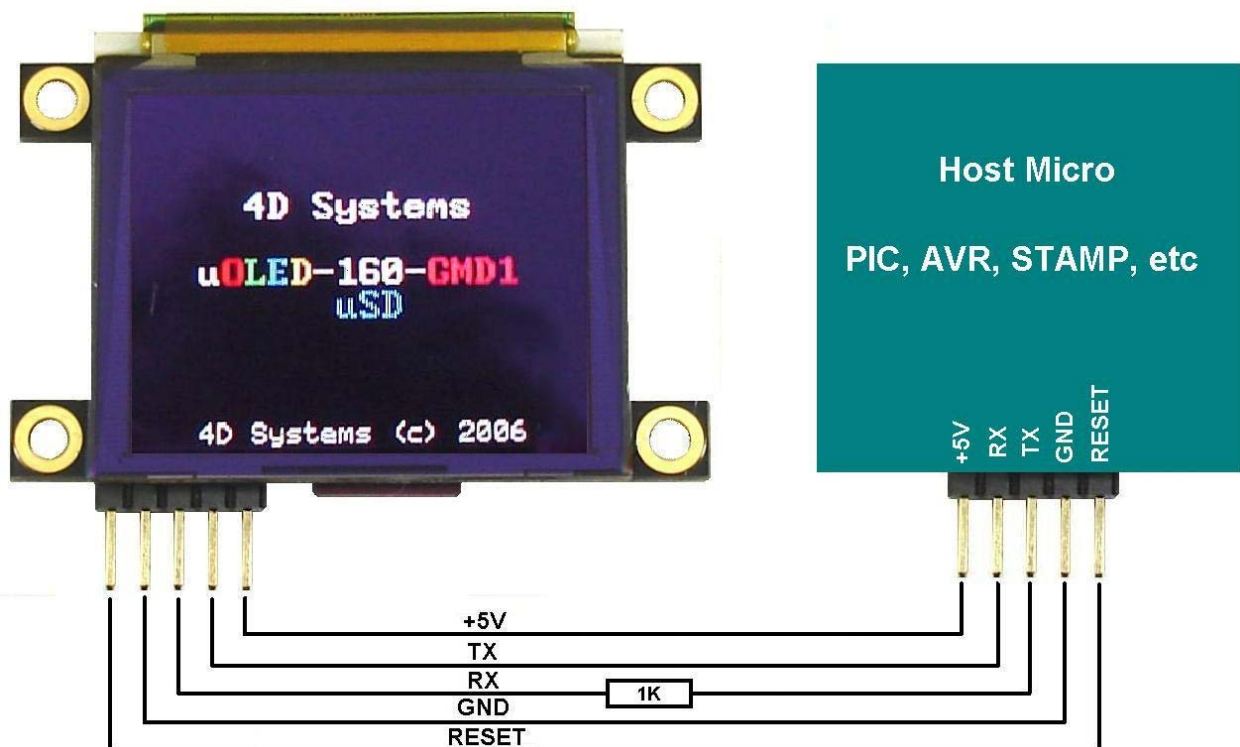 4D Systems
uOLED-160-GMD1
uSD
4D Systems (c) 2006
Host Micro
PIC, AVR, STAMP, etc
+5V
RX
TX
GND
RESET
+5V
TX
RX
1K
GND
RESET